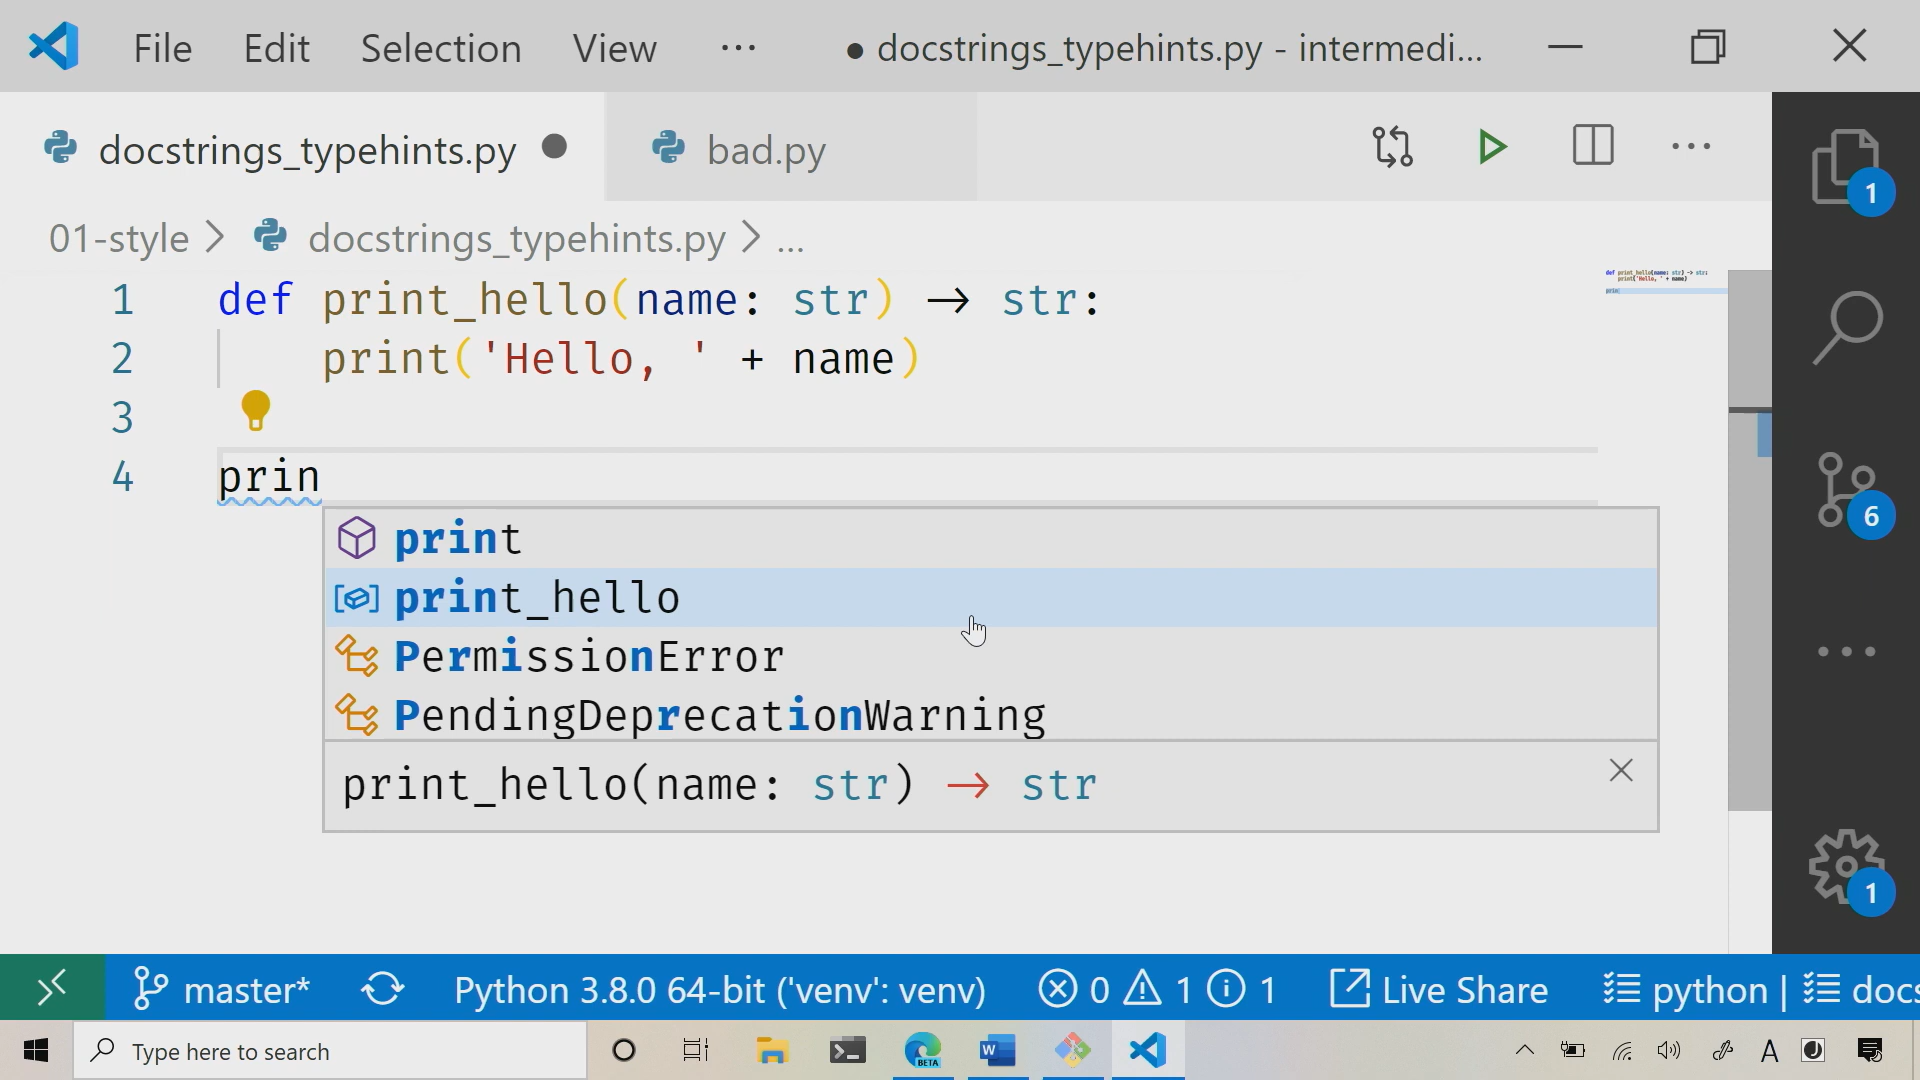 File Edit Selection View ··· ● docstrings_typehints.py - intermedi...
docstrings_typehints.py ● bad.py
01-style > docstrings_typehints.py > ...
1 def print_hello(name: str) → str:
2 print('Hello, ' + name)
3
4 prin
print
print_hello
PermissionError
PendingDeprecationWarning
print_hello(name: str) → str
1
6
1
master* Python 3.8.0 64-bit ('venv': venv) 0 1 1 Live Share python | docs
Type here to search BETA W A